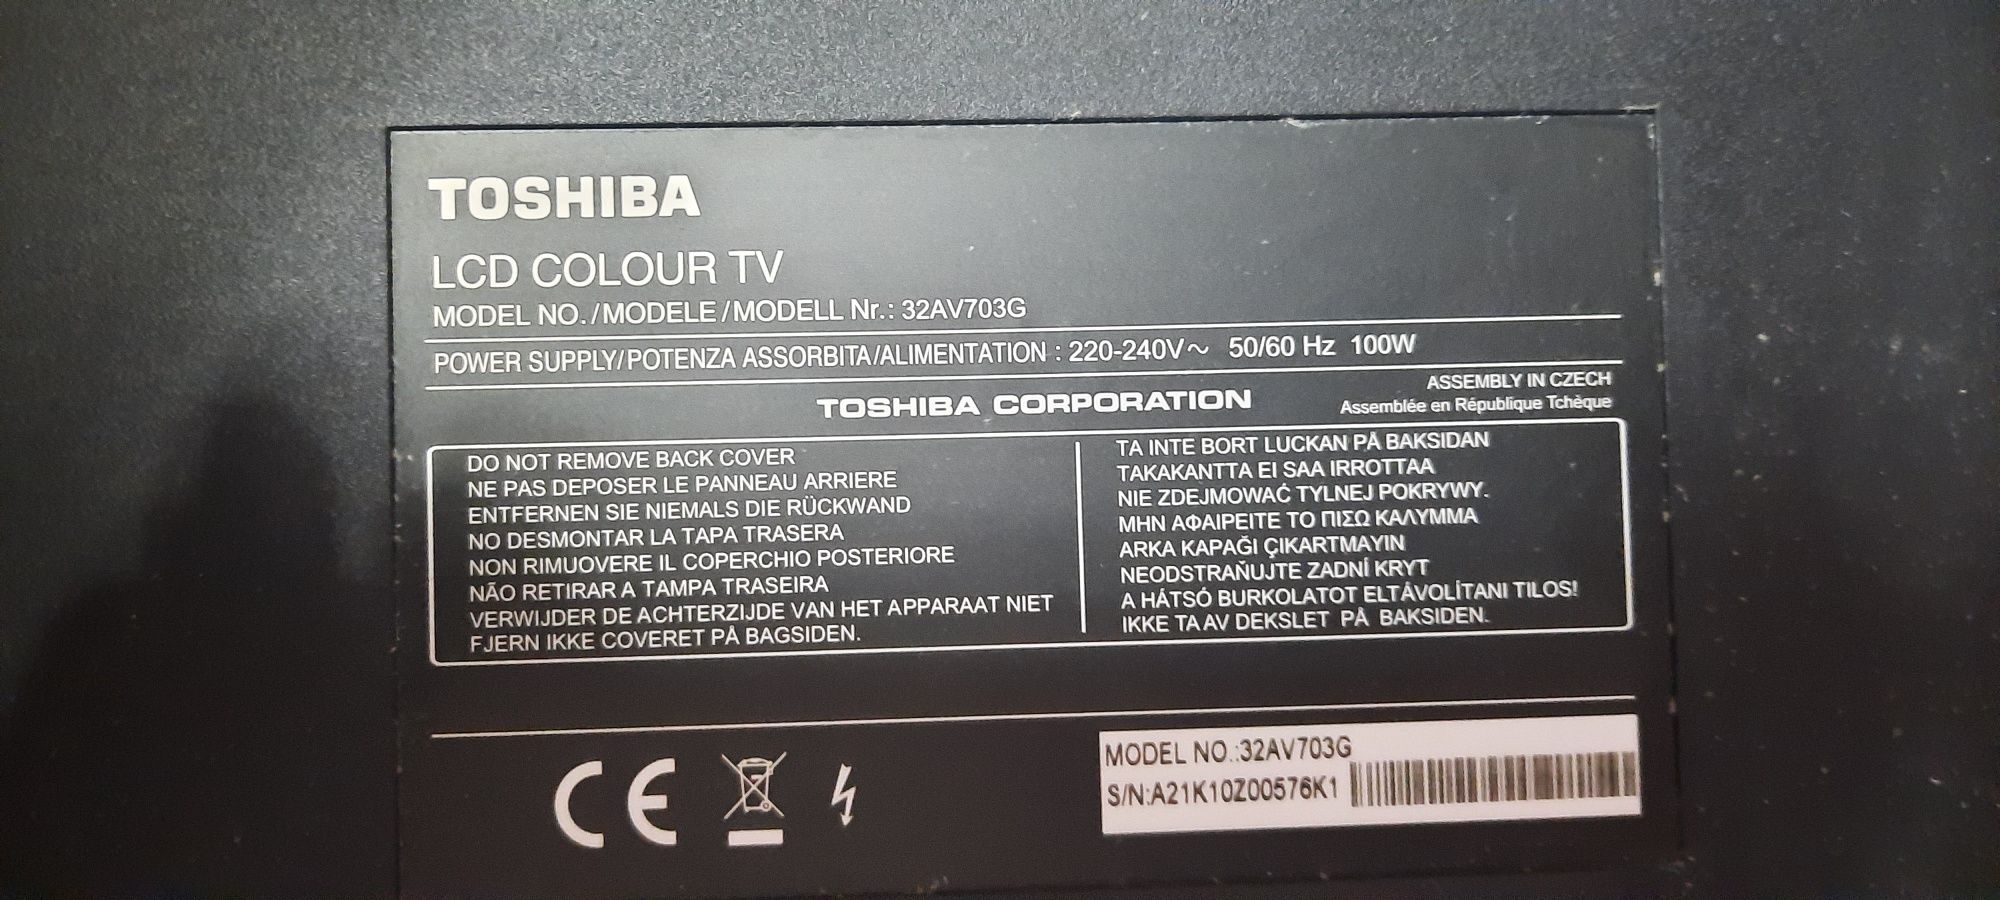 TOSHIBA
LCD COLOUR TV
MODEL NO./MODELE/MODELL Nr.: 32AV703G
POWER SUPPLY/POTENZA ASSORBITA/ALIMENTATION : 220-240V~ 50/60 Hz 100W
ASSEMBLY IN CZECH
TOSHIBA CORPORATION
Assemblée en République Tchèque
DO NOT REMOVE BACK COVER
NE PAS DEPOSER LE PANNEAU ARRIERE
ENTFERNEN SIE NIEMALS DIE RÜCKWAND
NO DESMONTAR LA TAPA TRASERA
NON RIMUOVERE IL COPERCHIO POSTERIORE
NÃO RETIRAR A TAMPA TRASEIRA
VERWIJDER DE ACHTERZIJDE VAN HET APPARAAT NIET
FJERN IKKE COVERET PÅ BAGSIDEN.
TA INTE BORT LUCKAN PÅ BAKSIDAN
TAKAKANTTA EI SAA IRROTTAA
NIE ZDEJMOWAĆ TYLNEJ POKRYWY.
ΜΗΝ ΑΦΑΙΡΕΙΤΕ ΤΟ ΠΙΣΩ ΚΑΛΥΜΜΑ
ARKA KAPAĞI ÇIKARTMAYIN
NEODSTRAŇUJTE ZADNÍ KRYT
A HÁTSÓ BURKOLATOT ELTÁVOLÍTANI TILOS!
IKKE TA AV DEKSLET PÅ BAKSIDEN.
CE
MODEL NO.:32AV703G
S/N:A21K10Z00576K1